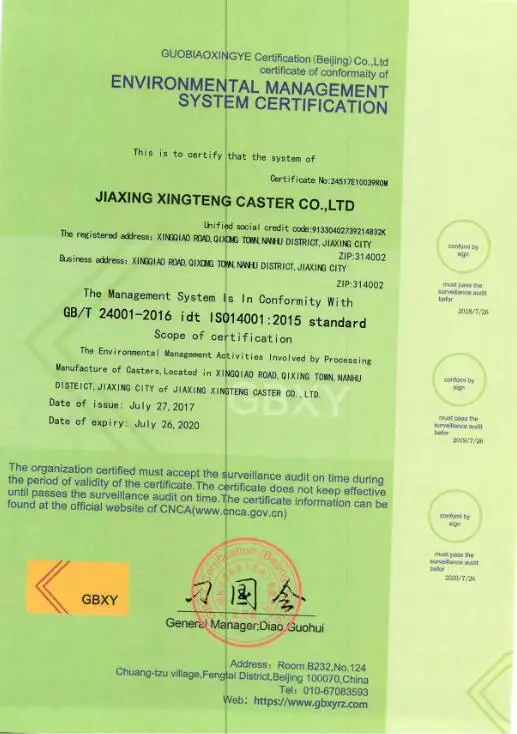 GUOBIAOXINGYE Certification (Beijing) Co.,Ltd
certificate of conformaity of
ENVIRONMENTAL MANAGEMENT
SYSTEM CERTIFICATION
This is to certify that the system of
Certificate No:24517E10039R0M
JIAXING XINGTENG CASTER CO.,LTD
Unified social credit code:91330402739214832K
The registered address: XINGQIAO ROAD,QIXOMG TOWN,NANHU DISTRICT,JIAXING CITY
ZIP:314002
Business address: XINGQIAO ROAD,QIXOMG TOWN,NANHU DISTRICT,JIAXING CITY
ZIP:314002
The Management System Is In Conformity With
GB/T 24001-2016 idt ISO14001:2015 standard
Scope of certification
The Environmental Management Activities Involved by Processing
Manufacture of Casters,Located in XINGQIAO ROAD,QIXING TOWN,NANHU
DISTEICT,JIAXING CITY of JIAXING XINGTENG CASTER CO.,LTD.
GBXY
Date of issue: July 27,2017
Date of expiry: July 26,2020
The organization certified must accept the surveillance audit on time during
the period of validity of the certificate.The certificate does not keep effective
until passes the surveillance audit on time.The certificate information can be
found at the official website of CNCA(www.cnca.gov.cn)
conformi by
sign
must pass the
surveillance audit
befor
2018/7/26
conformi by
sign
must pass the
surveillance audit
befor
2019/7/26
conformi by
sign
must pass the
surveillance audit
befor
2020/7/26
GBXY
刁国会
General Manager:Diao Guohui
Address: Room B232,No.124
Chuang-tzu village,Fengtai District,Beijing 100070,China
Tel: 010-67083593
Web: https://www.gbxyrz.com